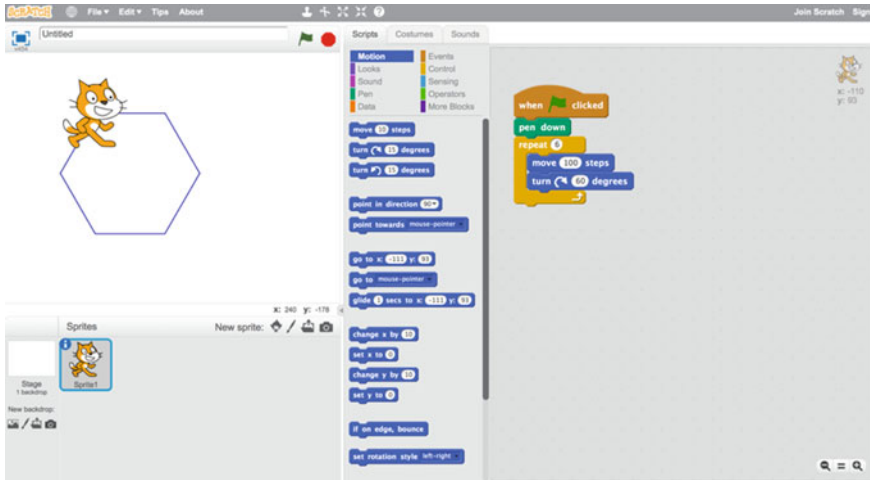 SCRATCH File Edit Tips About Join Scratch Sign
Untitled
v454
x: 240 y: -178
Sprites New sprite:
Stage
1 backdrop
Sprite1
New backdrop:
Scripts Costumes Sounds
Motion Events
Looks Control
Sound Sensing
Pen Operators
Data More Blocks
move 10 steps
turn 15 degrees
turn 15 degrees
point in direction 90
point towards mouse-pointer
go to x: -111 y: 93
go to mouse-pointer
glide 1 secs to x: -111 y: 93
change x by 10
set x to 0
change y by 10
set y to 0
if on edge, bounce
set rotation style left-right
when clicked
pen down
repeat 6
move 100 steps
turn 60 degrees
x: -110
y: 93